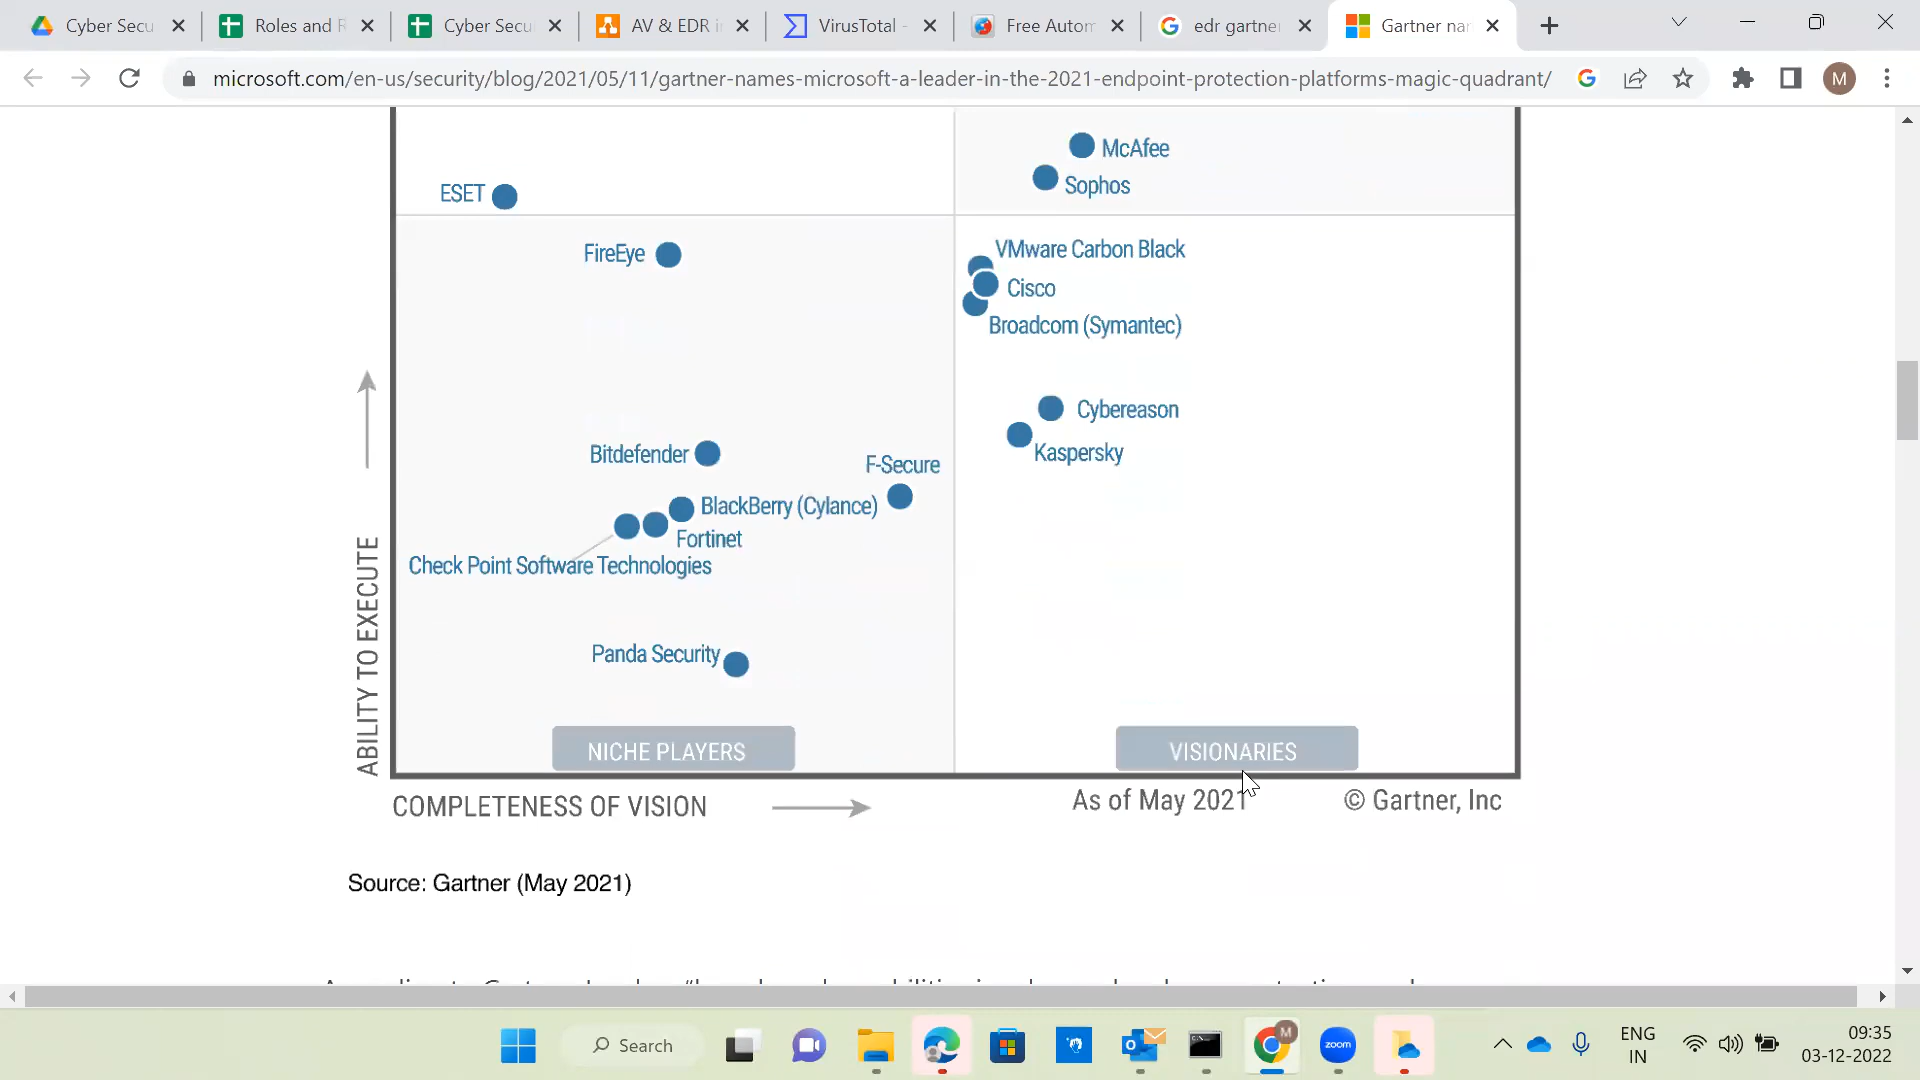 Cyber Secu
Roles and R
Cyber Secu
AV & EDR i
VirusTotal -
Free Autom
edr gartne
Gartner nar
microsoft.com/en-us/security/blog/2021/05/11/gartner-names-microsoft-a-leader-in-the-2021-endpoint-protection-platforms-magic-quadrant/
M
McAfee
Sophos
ESET
FireEye
VMware Carbon Black
Cisco
Broadcom (Symantec)
Cybereason
Kaspersky
Bitdefender
F-Secure
BlackBerry (Cylance)
Fortinet
Check Point Software Technologies
Panda Security
ABILITY TO EXECUTE
NICHE PLAYERS
VISIONARIES
COMPLETENESS OF VISION
As of May 2021
© Gartner, Inc
Source: Gartner (May 2021)
Search
M
zoom
ENG
IN
09:35
03-12-2022